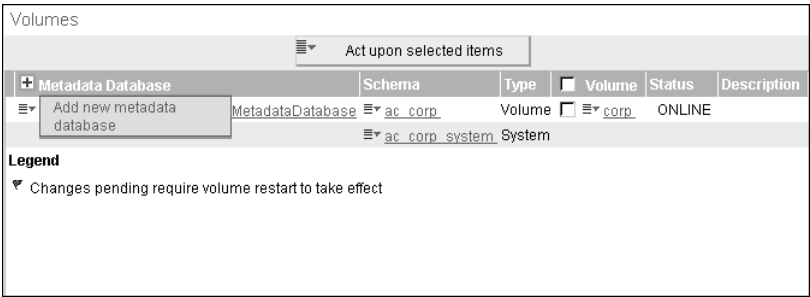 Volumes
Act upon selected items
Metadata Database Schema Type Volume Status Description
Add new metadata database MetadataDatabase ac_corp Volume corp ONLINE
ac_corp_system System
Legend
Changes pending require volume restart to take effect